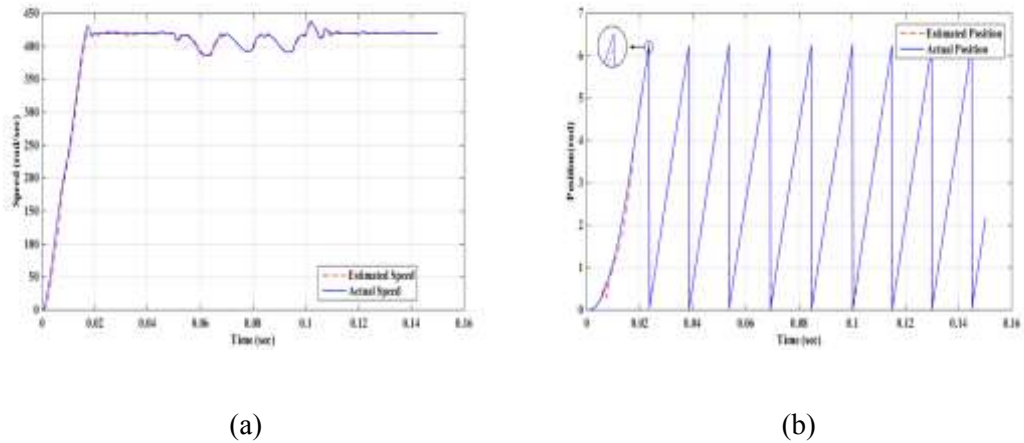 450
400
350
300
250
200
150
100
50
0
Speed (rad/sec)
Estimated Speed
Actual Speed
0 0.02 0.04 0.06 0.08 0.1 0.12 0.14 0.16
Time (sec)
(a)
7
6
5
4
3
2
1
0
Position(rad)
Estimated Position
Actual Position
0 0.02 0.04 0.06 0.08 0.1 0.12 0.14 0.16
Time (sec)
(b)